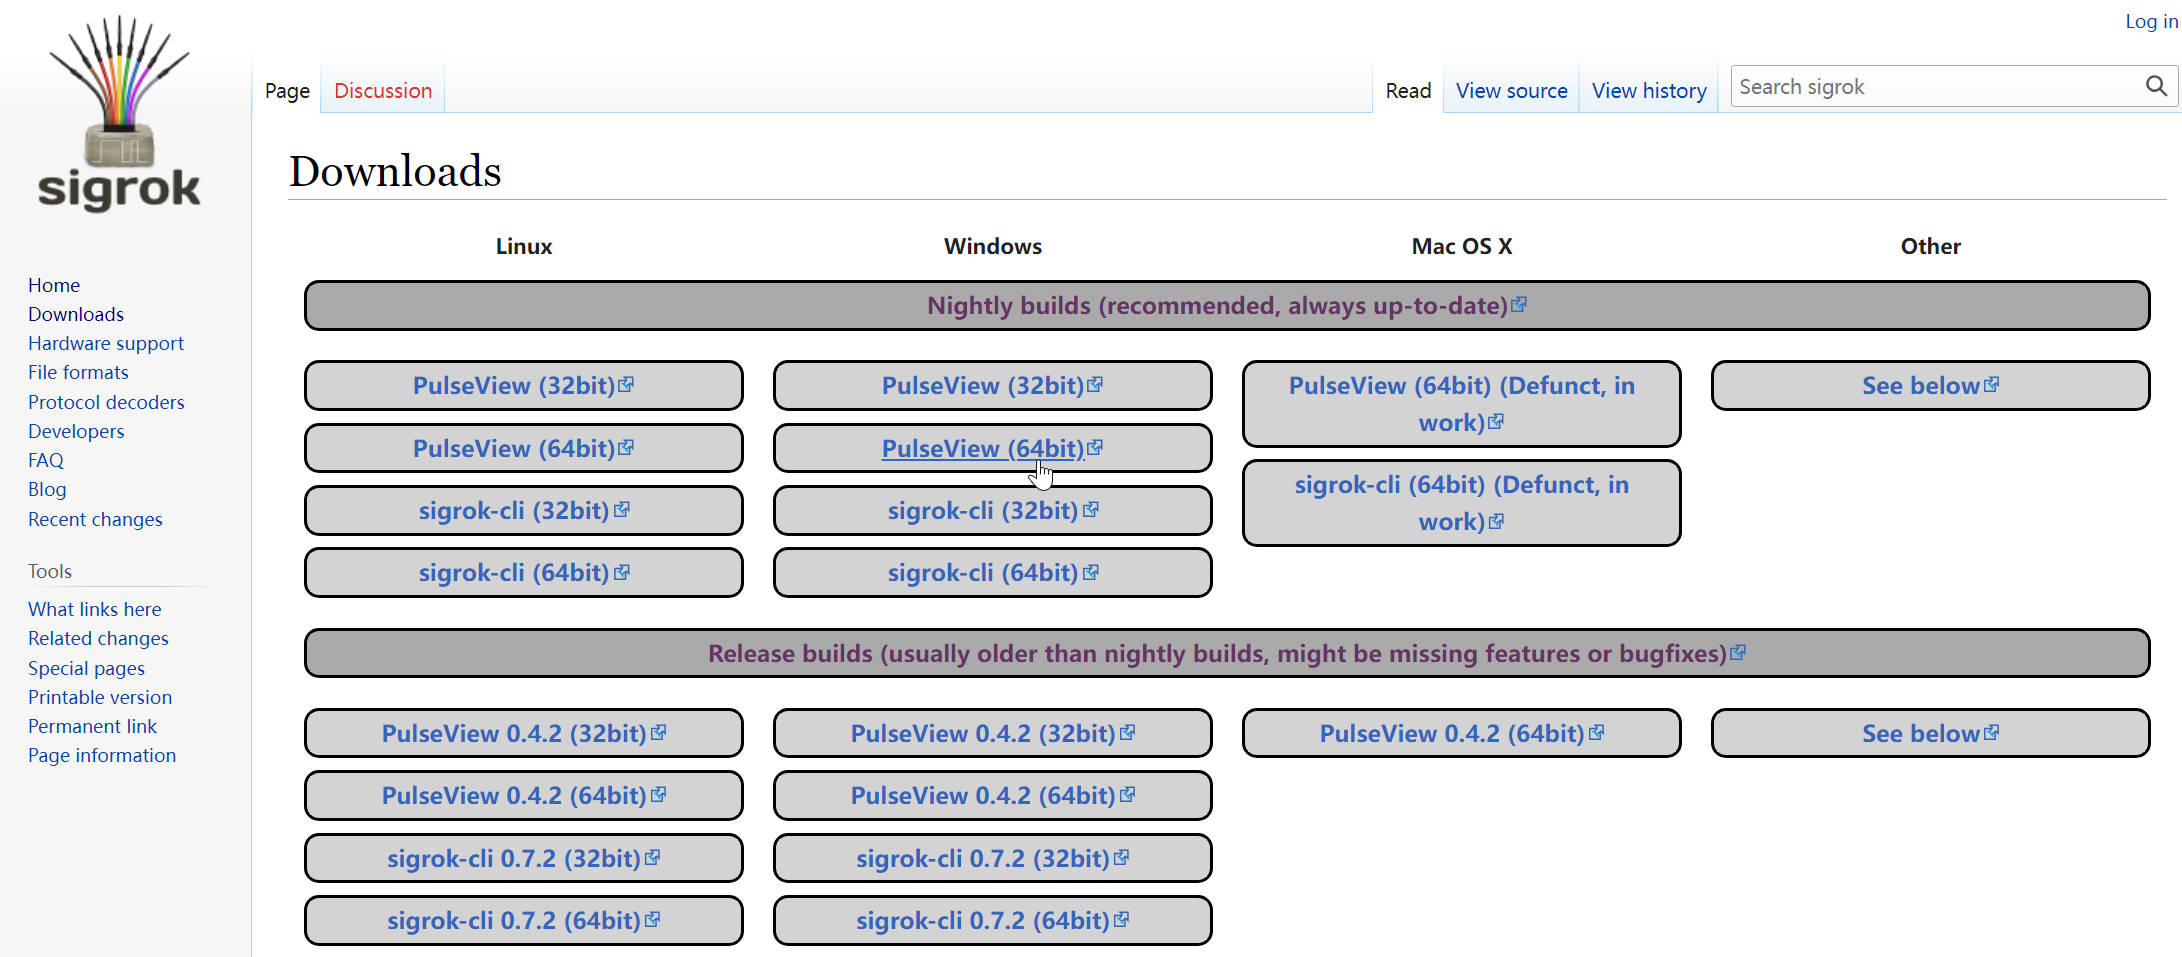 Log in
Page
Discussion
Read
View source
View history
Search sigrok
sigrok
Home
Downloads
Hardware support
File formats
Protocol decoders
Developers
FAQ
Blog
Recent changes
Tools
What links here
Related changes
Special pages
Printable version
Permanent link
Page information
Downloads
Linux
Windows
Mac OS X
Other
Nightly builds (recommended, always up-to-date)
PulseView (32bit)
PulseView (64bit)
sigrok-cli (32bit)
sigrok-cli (64bit)
PulseView (32bit)
PulseView (64bit)
sigrok-cli (32bit)
sigrok-cli (64bit)
PulseView (64bit) (Defunct, in
work)
sigrok-cli (64bit) (Defunct, in
work)
See below
Release builds (usually older than nightly builds, might be missing features or bugfixes)
PulseView 0.4.2 (32bit)
PulseView 0.4.2 (64bit)
sigrok-cli 0.7.2 (32bit)
sigrok-cli 0.7.2 (64bit)
PulseView 0.4.2 (32bit)
PulseView 0.4.2 (64bit)
sigrok-cli 0.7.2 (32bit)
sigrok-cli 0.7.2 (64bit)
PulseView 0.4.2 (64bit)
See below